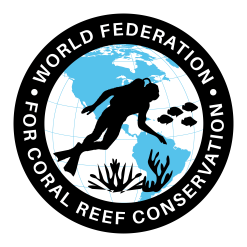 • WORLD FEDERATION •
FOR CORAL REEF CONSERVATION